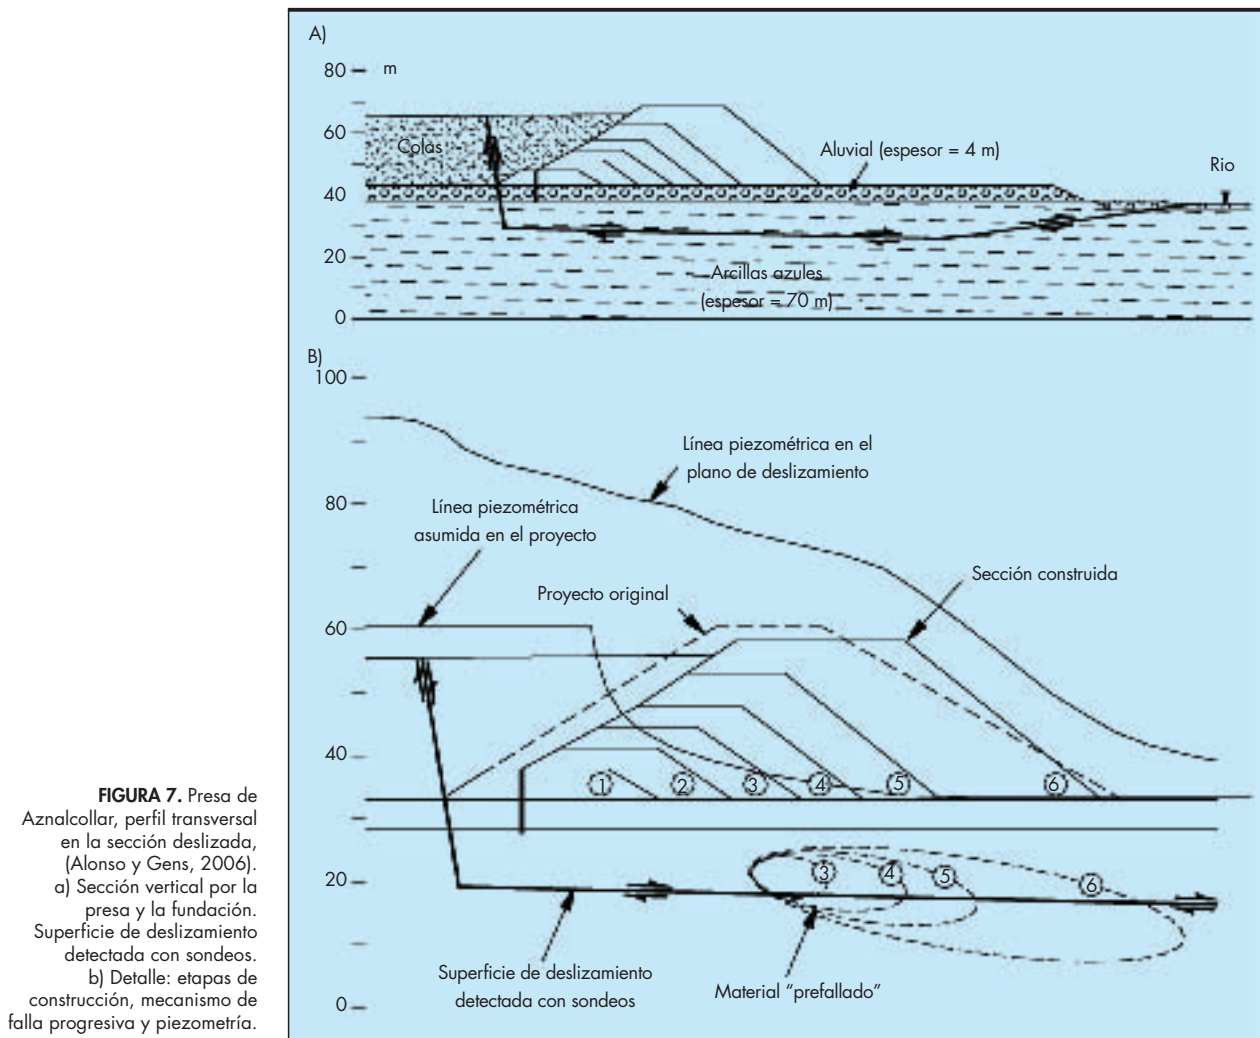 A)
80
m
60
40
20
0
Colas
Aluvial (espesor = 4 m)
Rio
Arcillas azules
(espesor = 70 m)
B)
100
80
60
40
20
0
Línea piezométrica en el
plano de deslizamiento
Línea piezométrica
asumida en el proyecto
Proyecto original
Sección construida
1
2
3
4
5
6
3
4
5
6
Superficie de deslizamiento
detectada con sondeos
Material “prefallado”
FIGURA 7. Presa de
Aznalcollar, perfil transversal
en la sección deslizada,
(Alonso y Gens, 2006).
a) Sección vertical por la
presa y la fundación.
Superficie de deslizamiento
detectada con sondeos.
b) Detalle: etapas de
construcción, mecanismo de
falla progresiva y piezometría.